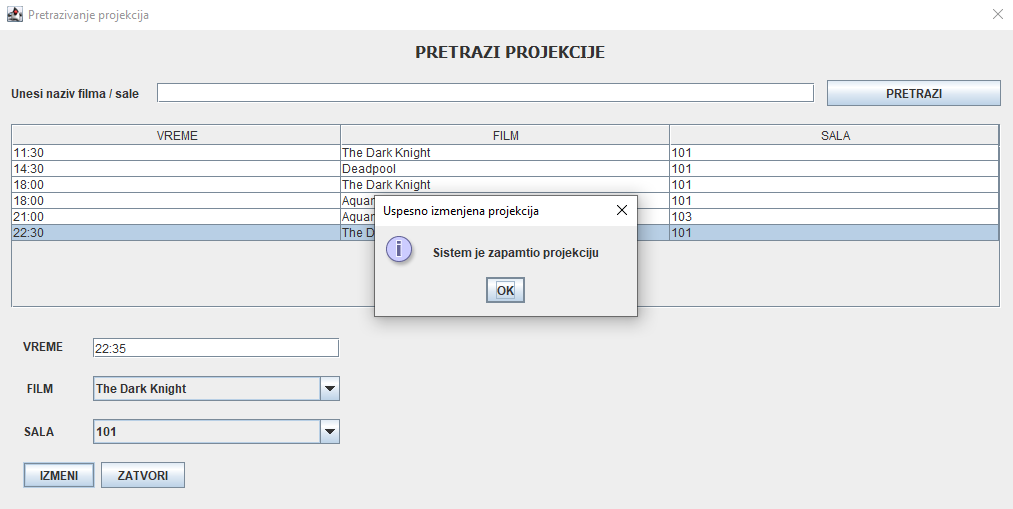 Pretrazivanje projekcija
PRETRAZI PROJEKCIJE
Unesi naziv filma / sale
PRETRAZI
VREME FILM SALA
11:30 The Dark Knight 101
14:30 Deadpool 101
18:00 The Dark Knight 101
18:00 101
21:00 103
22:30 The 101
Uspesno izmenjena projekcija
Sistem je zapamtio projekciju
OK
VREME 22:35
FILM The Dark Knight
SALA 101
IZMENI ZATVORI